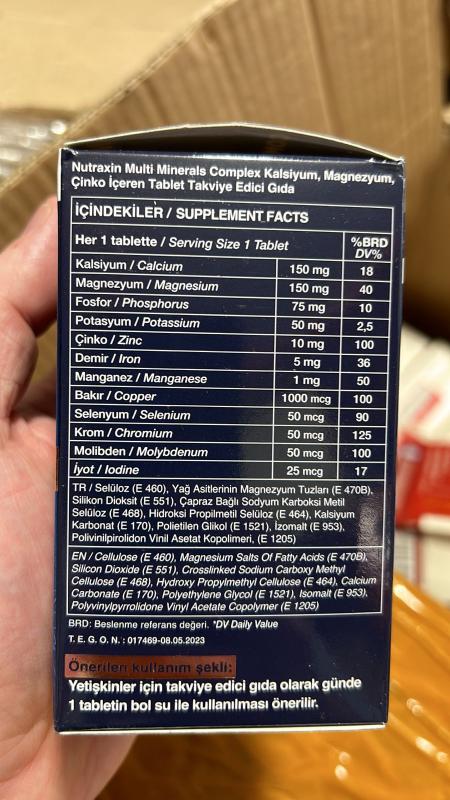 Nutraxin Multi Minerals Complex Kalsiyum, Magnezyum,
Çinko İçeren Tablet Takviye Edici Gıda
İÇİNDEKİLER / SUPPLEMENT FACTS
Her 1 tablette / Serving Size 1 Tablet %BRD DV%
Kalsiyum / Calcium 150 mg 18
Magnezyum / Magnesium 150 mg 40
Fosfor / Phosphorus 75 mg 10
Potasyum / Potassium 50 mg 2,5
Çinko / Zinc 10 mg 100
Demir / Iron 5 mg 36
Manganez / Manganese 1 mg 50
Bakır / Copper 1000 mcg 100
Selenyum / Selenium 50 mcg 90
Krom / Chromium 50 mcg 125
Molibden / Molybdenum 50 mcg 100
İyot / Iodine 25 mcg 17
TR / Selüloz (E 460), Yağ Asitlerinin Magnezyum Tuzları (E 470B),
Silikon Dioksit (E 551), Çapraz Bağlı Sodyum Karboksi Metil
Selüloz (E 468), Hidroksi Propilmetil Selüloz (E 464), Kalsiyum
Karbonat (E 170), Polietilen Glikol (E 1521), İzomalt (E 953),
Polivinilpirolidon Vinil Asetat Kopolimeri, (E 1205)
EN / Cellulose (E 460), Magnesium Salts Of Fatty Acids (E 470B),
Silicon Dioxide (E 551), Crosslinked Sodium Carboxy Methyl
Cellulose (E 468), Hydroxy Propylmethyl Cellulose (E 464), Calcium
Carbonate (E 170), Polyethylene Glycol (E 1521), Isomalt (E 953),
Polyvinylpyrrolidone Vinyl Acetate Copolymer (E 1205)
BRD: Beslenme referans değeri. *DV Daily Value
T. E. G. O. N. : 017469-08.05.2023
Önerilen kullanım şekli:
Yetişkinler için takviye edici gıda olarak günde
1 tabletin bol su ile kullanılması önerilir.